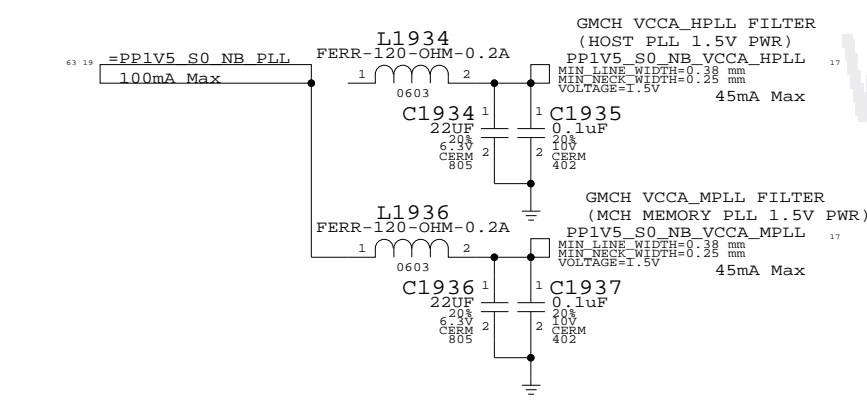 GMCH VCCA_HPLL FILTER
(HOST PLL 1.5V PWR)
L1934
FERR-120-OHM-0.2A
63 19
=PP1V5_S0_NB_PLL
100mA Max
1
2
0603
PP1V5_S0_NB_VCCA_HPLL
17
MIN_LINE_WIDTH=0.38 mm
MIN_NECK_WIDTH=0.25 mm
VOLTAGE=1.5V
45mA Max
C1934
1
22UF
20%
6.3V
2
CERM
805
1
C1935
0.1uF
20%
10V
2
CERM
402
GMCH VCCA_MPLL FILTER
(MCH MEMORY PLL 1.5V PWR)
L1936
FERR-120-OHM-0.2A
1
2
0603
PP1V5_S0_NB_VCCA_MPLL
17
MIN_LINE_WIDTH=0.38 mm
MIN_NECK_WIDTH=0.25 mm
VOLTAGE=1.5V
45mA Max
C1936
1
22UF
20%
6.3V
2
CERM
805
1
C1937
0.1uF
20%
10V
2
CERM
402